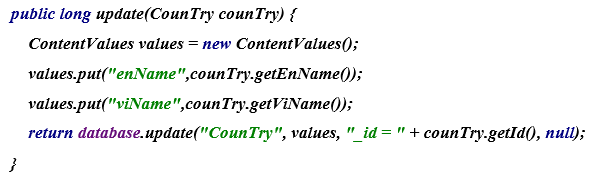 public long update(CounTry counTry) {
ContentValues values = new ContentValues();
values.put("enName",counTry.getEnName());
values.put("viName",counTry.getViName());
return database.update("CounTry", values, "_id = " + counTry.getId(), null);
}